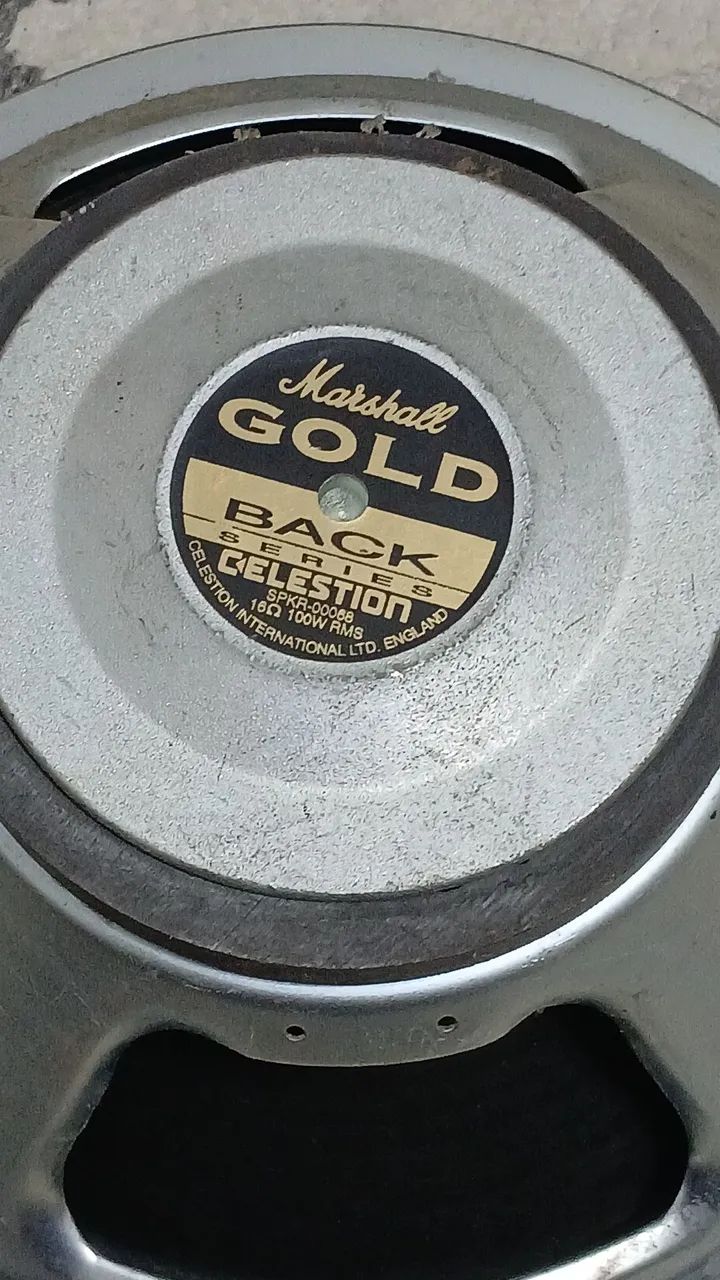 Marshall
GOLD
BACK
SERIES
CELESTION
SPKR-00068
16Ω 100W RMS
CELESTION INTERNATIONAL LTD. ENGLAND